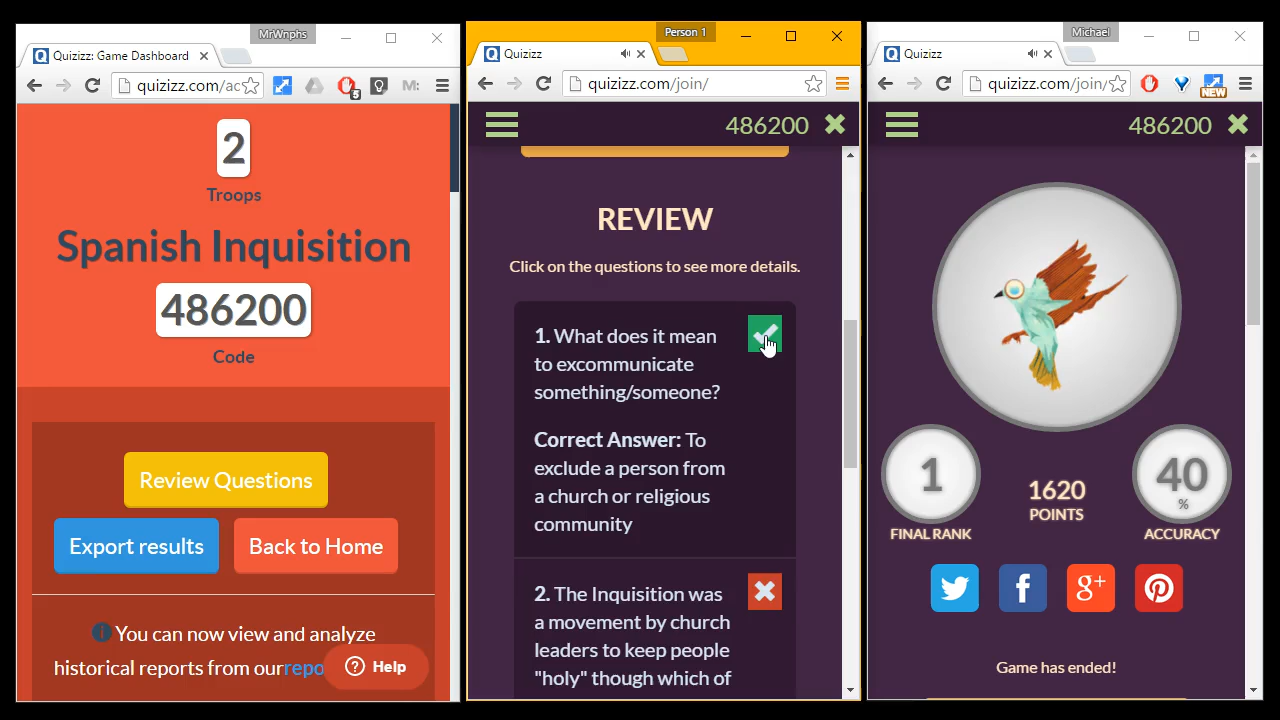 MrWnphs
Quizizz: Game Dashboard
quizizz.com/ac
5
M:
2
Troops
Spanish Inquisition
486200
Code
Review Questions
Export results
Back to Home
You can now view and analyze
historical reports from our repo
Help
Person 1
Quizizz
quizizz.com/join/
486200
REVIEW
Click on the questions to see more details.
1. What does it mean
to excommunicate
something/someone?
Correct Answer: To
exclude a person from
a church or religious
community
2. The Inquisition was
a movement by church
leaders to keep people
"holy" though which of
Michael
Quizizz
quizizz.com/join/
NEW
486200
1
FINAL RANK
1620
POINTS
40
%
ACCURACY
Game has ended!